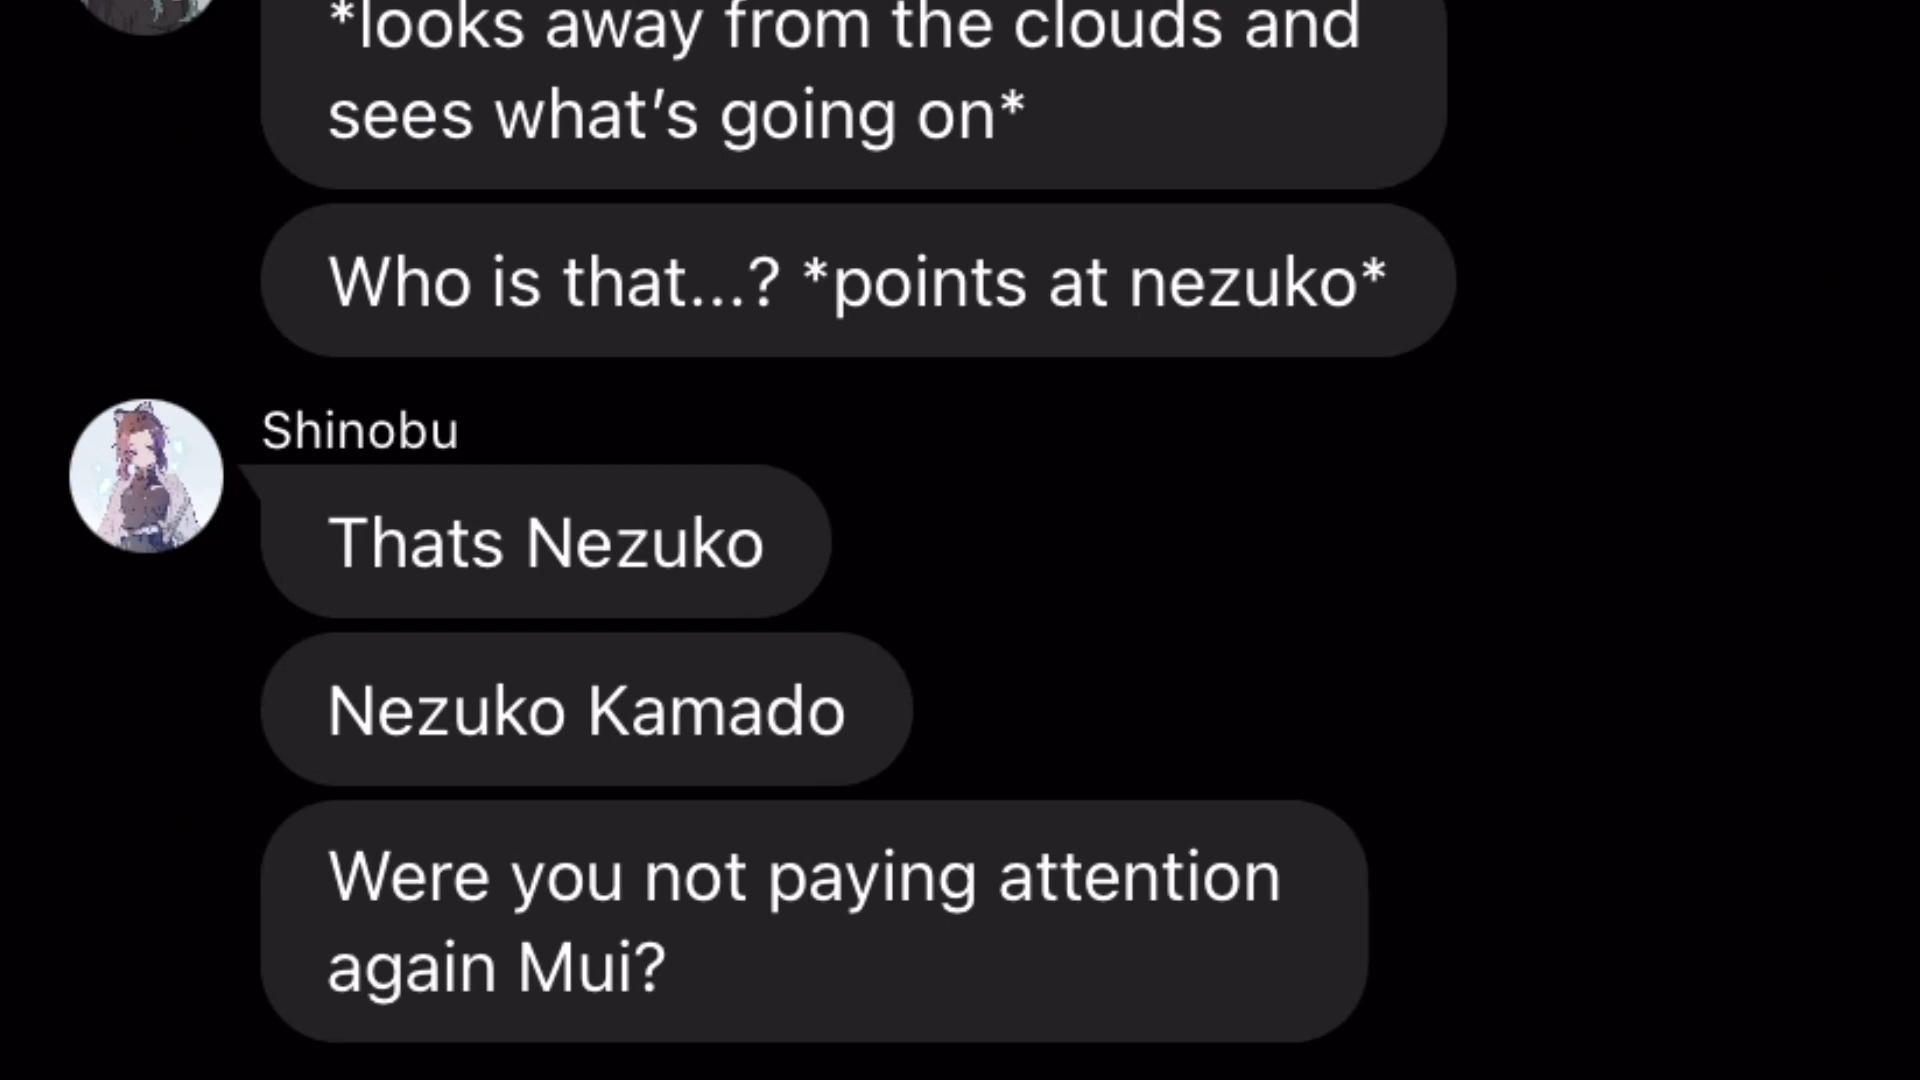 *looks away from the clouds and
sees what’s going on*
Who is that...? *points at nezuko*
Shinobu
Thats Nezuko
Nezuko Kamado
Were you not paying attention
again Mui?